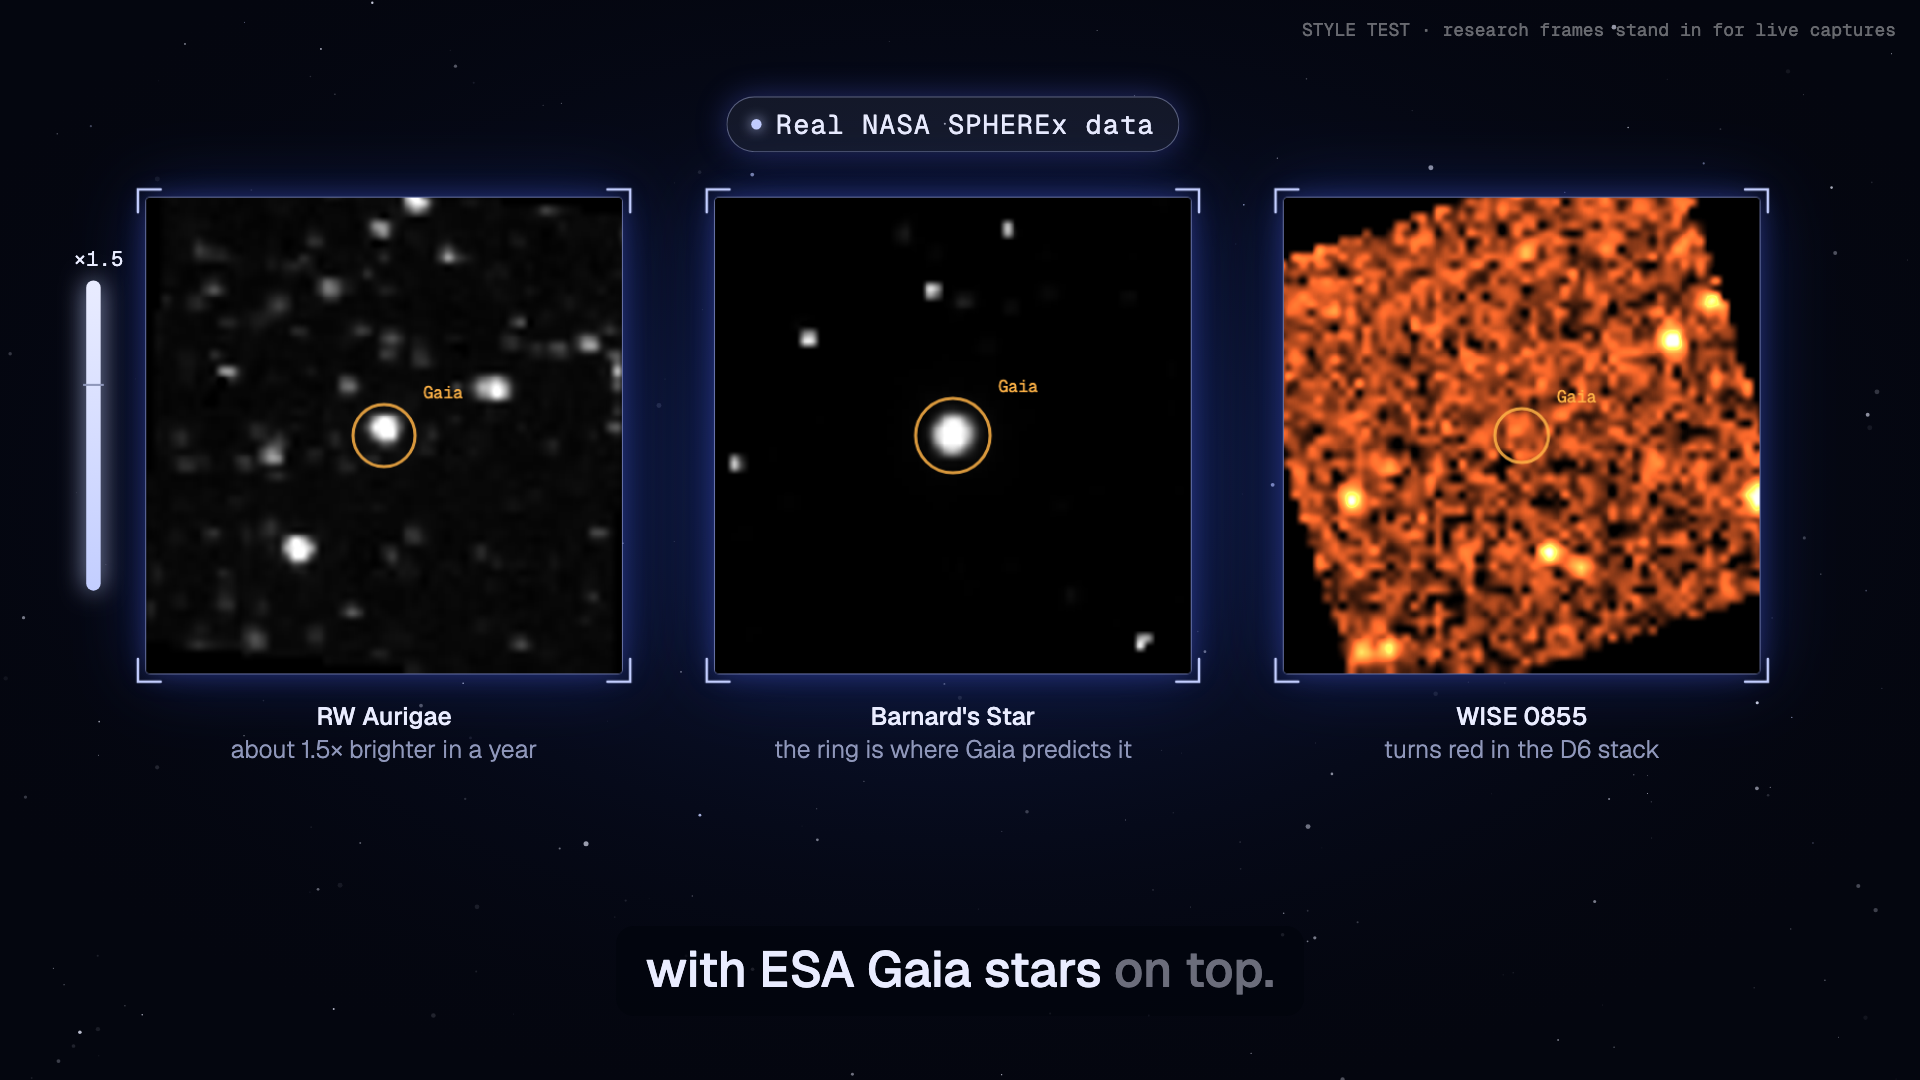 STYLE TEST · research frames stand in for live captures
Real NASA SPHEREx data
×1.5
Gaia
Gaia
Gaia
RW Aurigae
about 1.5× brighter in a year
Barnard's Star
the ring is where Gaia predicts it
WISE 0855
turns red in the D6 stack
with ESA Gaia stars on top.